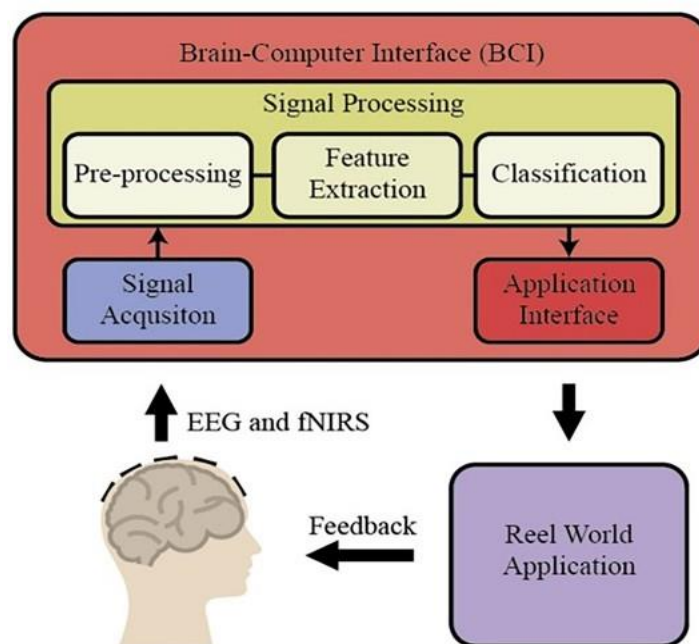 Brain-Computer Interface (BCI)
Signal Processing
Pre-processing
Feature
Extraction
Classification
Signal
Acqusiton
Application
Interface
EEG and fNIRS
Feedback
Reel World
Application